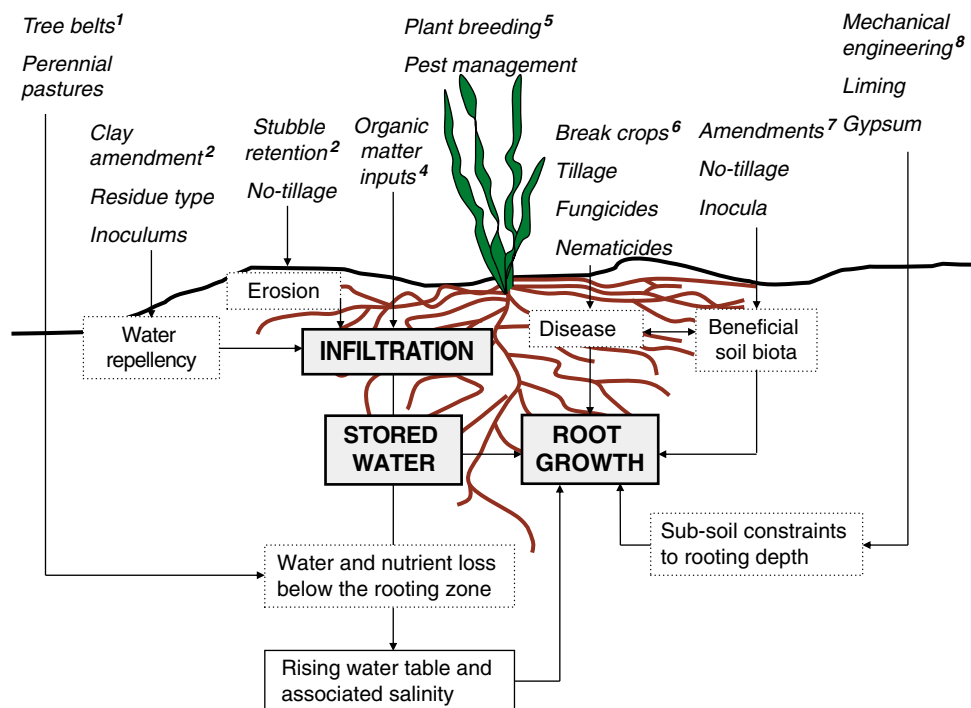 Tree belts1
Perennial
pastures
Clay
amendment2
Residue type
Inoculums
Stubble
retention2
No-tillage
Organic
matter
inputs4
Plant breeding5
Pest management
Break crops6
Tillage
Fungicides
Nematicides
Amendments7
No-tillage
Inocula
Mechanical
engineering8
Liming
Gypsum
Erosion
Water
repellency
INFILTRATION
Disease
Beneficial
soil biota
STORED
WATER
ROOT
GROWTH
Sub-soil constraints
to rooting depth
Water and nutrient loss
below the rooting zone
Rising water table and
associated salinity